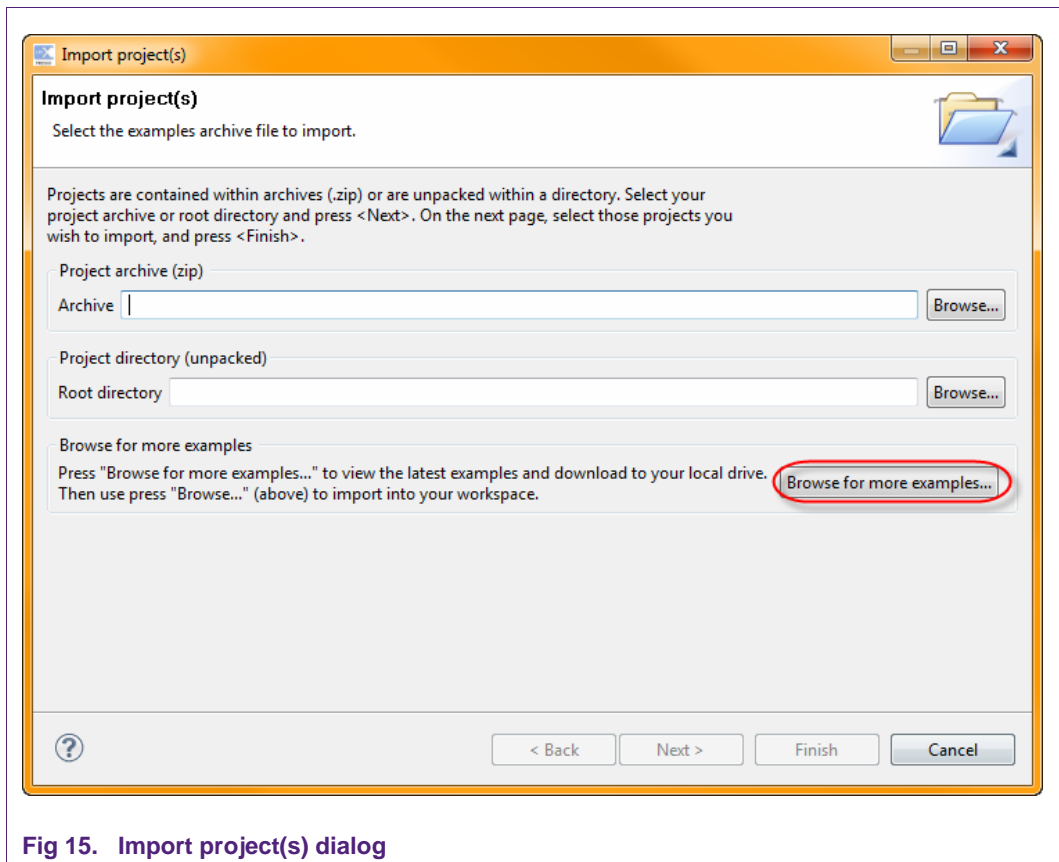 Import project(s)
Import project(s)
Select the examples archive file to import.
Projects are contained within archives (.zip) or are unpacked within a directory. Select your
project archive or root directory and press <Next>. On the next page, select those projects you
wish to import, and press <Finish>.
Project archive (zip)
Archive Browse...
Project directory (unpacked)
Root directory Browse...
Browse for more examples
Press "Browse for more examples..." to view the latest examples and download to your local drive.
Then use press "Browse..." (above) to import into your workspace.
Browse for more examples...
? < Back Next > Finish Cancel
Fig 15. Import project(s) dialog